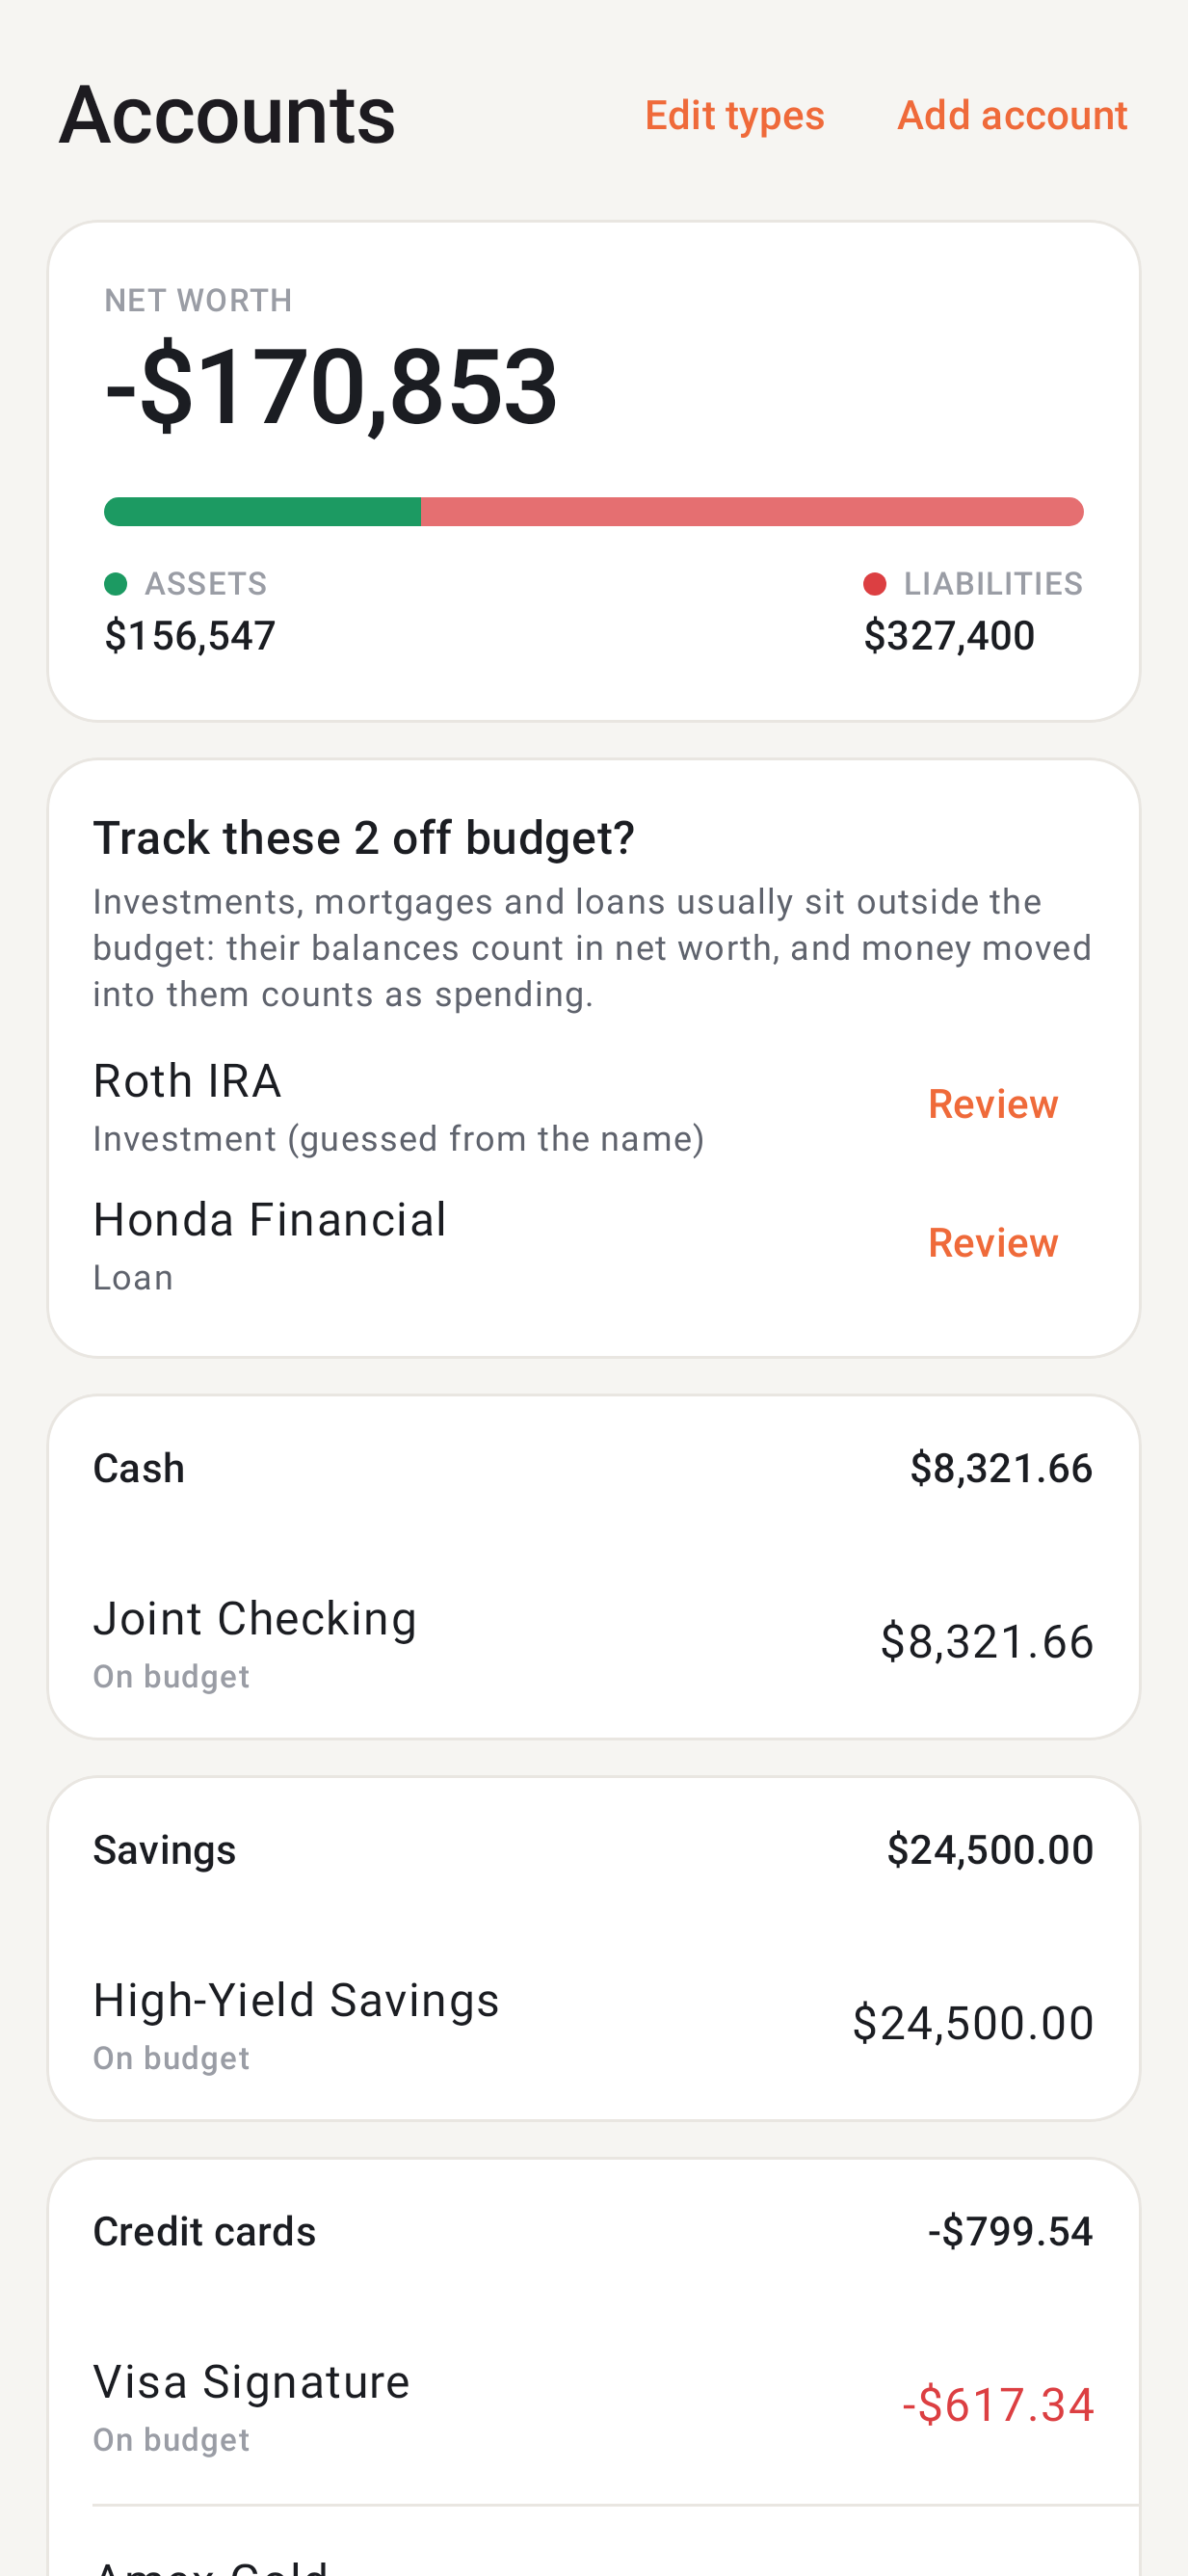 Accounts
Edit types
Add account
NET WORTH
-$170,853
ASSETS
LIABILITIES
$156,547
$327,400
Track these 2 off budget?
Investments, mortgages and loans usually sit outside the
budget: their balances count in net worth, and money moved
into them counts as spending.
Roth IRA
Review
Investment (guessed from the name)
Honda Financial
Review
Loan
Cash
$8,321.66
Joint Checking
$8,321.66
On budget
Savings
$24,500.00
High-Yield Savings
$24,500.00
On budget
Credit cards
-$799.54
Visa Signature
-$617.34
On budget
Amex Gold